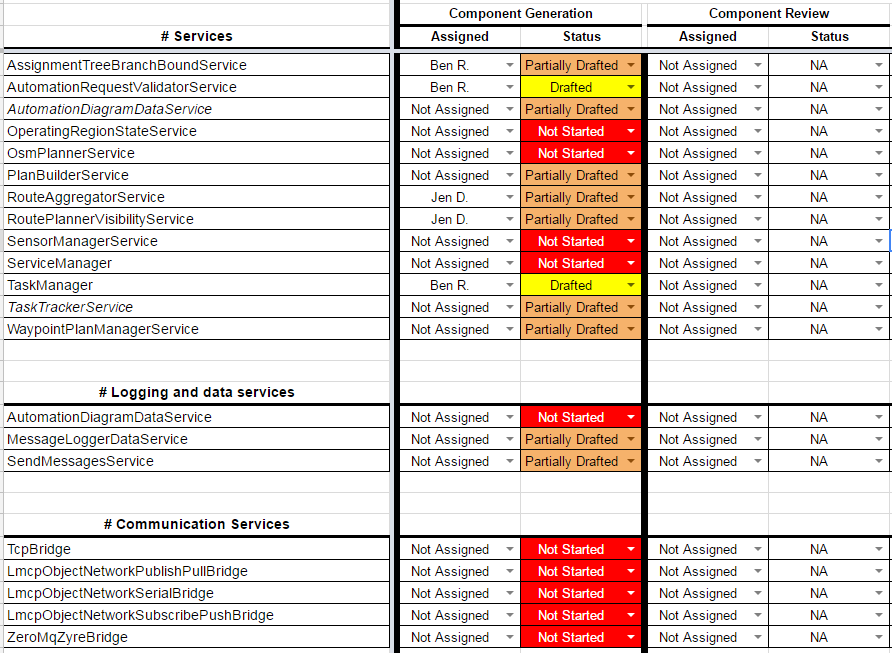 Component Generation Component Review
# Services Assigned Status Assigned Status
AssignmentTreeBranchBoundService Ben R. Partially Drafted Not Assigned NA
AutomationRequestValidatorService Ben R. Drafted Not Assigned NA
AutomationDiagramDataService Not Assigned Partially Drafted Not Assigned NA
OperatingRegionStateService Not Assigned Not Started Not Assigned NA
OsmPlannerService Not Assigned Not Started Not Assigned NA
PlanBuilderService Not Assigned Partially Drafted Not Assigned NA
RouteAggregatorService Jen D. Partially Drafted Not Assigned NA
RoutePlannerVisibilityService Jen D. Partially Drafted Not Assigned NA
SensorManagerService Not Assigned Not Started Not Assigned NA
ServiceManager Not Assigned Not Started Not Assigned NA
TaskManager Ben R. Drafted Not Assigned NA
TaskTrackerService Not Assigned Partially Drafted Not Assigned NA
WaypointPlanManagerService Not Assigned Partially Drafted Not Assigned NA
# Logging and data services
AutomationDiagramDataService Not Assigned Not Started Not Assigned NA
MessageLoggerDataService Not Assigned Partially Drafted Not Assigned NA
SendMessagesService Not Assigned Partially Drafted Not Assigned NA
# Communication Services
TcpBridge Not Assigned Not Started Not Assigned NA
LmcpObjectNetworkPublishPullBridge Not Assigned Not Started Not Assigned NA
LmcpObjectNetworkSerialBridge Not Assigned Not Started Not Assigned NA
LmcpObjectNetworkSubscribePushBridge Not Assigned Not Started Not Assigned NA
ZeroMqZyreBridge Not Assigned Not Started Not Assigned NA